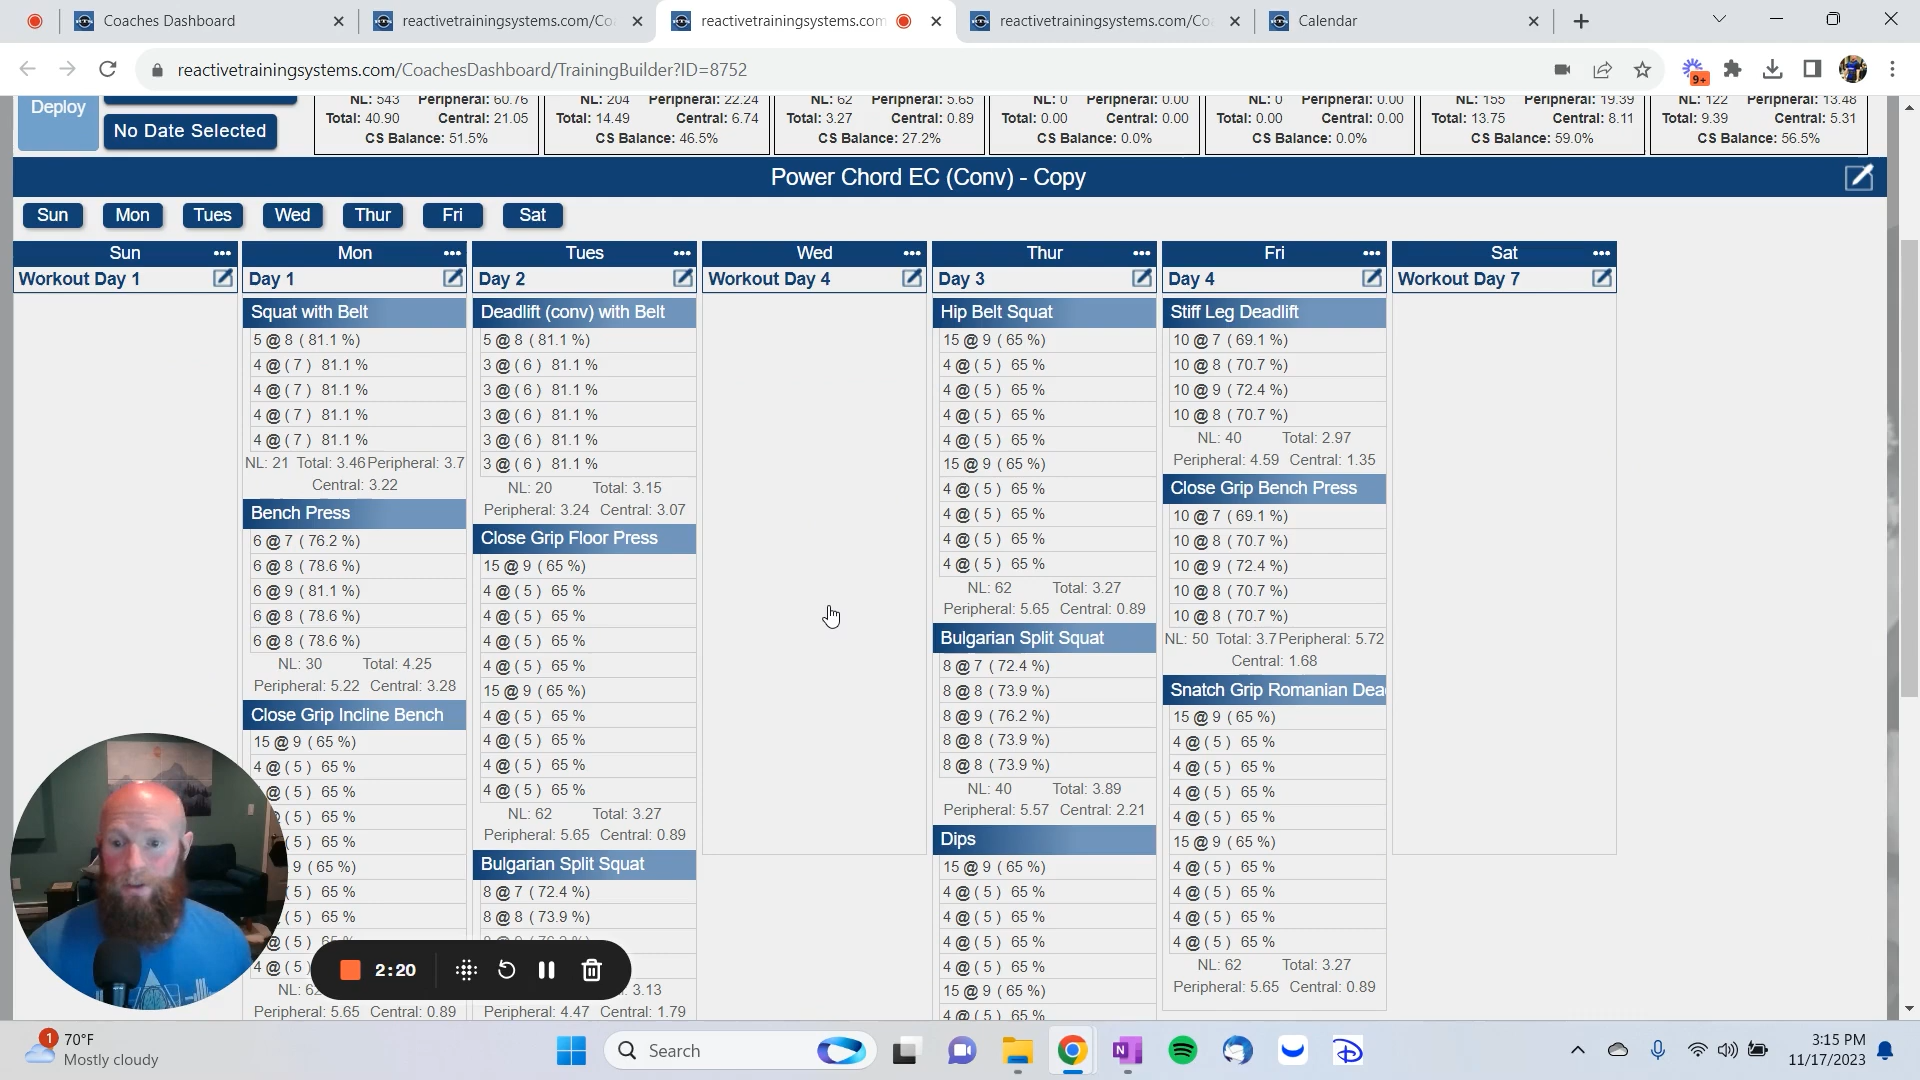 Coaches Dashboard
reactivetrainingsystems.com/Co
reactivetrainingsystems.com
reactivetrainingsystems.com/Co
Calendar
reactivetrainingsystems.com/CoachesDashboard/TrainingBuilder?ID=8752
9+
Deploy
No Date Selected
NL: 543 Peripheral: 60.76
Total: 40.90 Central: 21.05
CS Balance: 51.5%
NL: 204 Peripheral: 22.24
Total: 14.49 Central: 6.74
CS Balance: 46.5%
NL: 62 Peripheral: 5.65
Total: 3.27 Central: 0.89
CS Balance: 27.2%
NL: 0 Peripheral: 0.00
Total: 0.00 Central: 0.00
CS Balance: 0.0%
NL: 0 Peripheral: 0.00
Total: 0.00 Central: 0.00
CS Balance: 0.0%
NL: 155 Peripheral: 19.39
Total: 13.75 Central: 8.11
CS Balance: 59.0%
NL: 122 Peripheral: 13.48
Total: 9.39 Central: 5.31
CS Balance: 56.5%
Power Chord EC (Conv) - Copy
Sun Mon Tues Wed Thur Fri Sat
Sun
Workout Day 1
Mon
Day 1
Squat with Belt
5 @ 8 ( 81.1 %)
4 @ ( 7 ) 81.1 %
4 @ ( 7 ) 81.1 %
4 @ ( 7 ) 81.1 %
4 @ ( 7 ) 81.1 %
NL: 21 Total: 3.46 Peripheral: 3.7
Central: 3.22
Bench Press
6 @ 7 ( 76.2 %)
6 @ 8 ( 78.6 %)
6 @ 9 ( 81.1 %)
6 @ 8 ( 78.6 %)
6 @ 8 ( 78.6 %)
NL: 30 Total: 4.25
Peripheral: 5.22 Central: 3.28
Close Grip Incline Bench
15 @ 9 ( 65 %)
4 @ ( 5 ) 65 %
@ ( 5 ) 65 %
( 5 ) 65 %
( 5 ) 65 %
9 ( 65 %)
( 5 ) 65 %
( 5 ) 65 %
@ ( 5 ) 65 %
4 @ ( 5 )
NL: 62
Peripheral: 5.65 Central: 0.89
Tues
Day 2
Deadlift (conv) with Belt
5 @ 8 ( 81.1 %)
3 @ ( 6 ) 81.1 %
3 @ ( 6 ) 81.1 %
3 @ ( 6 ) 81.1 %
3 @ ( 6 ) 81.1 %
3 @ ( 6 ) 81.1 %
NL: 20 Total: 3.15
Peripheral: 3.24 Central: 3.07
Close Grip Floor Press
15 @ 9 ( 65 %)
4 @ ( 5 ) 65 %
4 @ ( 5 ) 65 %
4 @ ( 5 ) 65 %
4 @ ( 5 ) 65 %
15 @ 9 ( 65 %)
4 @ ( 5 ) 65 %
4 @ ( 5 ) 65 %
4 @ ( 5 ) 65 %
4 @ ( 5 ) 65 %
NL: 62 Total: 3.27
Peripheral: 5.65 Central: 0.89
Bulgarian Split Squat
8 @ 7 ( 72.4 %)
8 @ 8 ( 73.9 %)
8 @ 9 ( 76.2 %)
3.13
Peripheral: 4.47 Central: 1.79
Wed
Workout Day 4
Thur
Day 3
Hip Belt Squat
15 @ 9 ( 65 %)
4 @ ( 5 ) 65 %
4 @ ( 5 ) 65 %
4 @ ( 5 ) 65 %
4 @ ( 5 ) 65 %
15 @ 9 ( 65 %)
4 @ ( 5 ) 65 %
4 @ ( 5 ) 65 %
4 @ ( 5 ) 65 %
4 @ ( 5 ) 65 %
NL: 62 Total: 3.27
Peripheral: 5.65 Central: 0.89
Bulgarian Split Squat
8 @ 7 ( 72.4 %)
8 @ 8 ( 73.9 %)
8 @ 9 ( 76.2 %)
8 @ 8 ( 73.9 %)
8 @ 8 ( 73.9 %)
NL: 40 Total: 3.89
Peripheral: 5.57 Central: 2.21
Dips
15 @ 9 ( 65 %)
4 @ ( 5 ) 65 %
4 @ ( 5 ) 65 %
4 @ ( 5 ) 65 %
4 @ ( 5 ) 65 %
15 @ 9 ( 65 %)
4 @ ( 5 ) 65 %
Fri
Day 4
Stiff Leg Deadlift
10 @ 7 ( 69.1 %)
10 @ 8 ( 70.7 %)
10 @ 9 ( 72.4 %)
10 @ 8 ( 70.7 %)
NL: 40 Total: 2.97
Peripheral: 4.59 Central: 1.35
Close Grip Bench Press
10 @ 7 ( 69.1 %)
10 @ 8 ( 70.7 %)
10 @ 9 ( 72.4 %)
10 @ 8 ( 70.7 %)
10 @ 8 ( 70.7 %)
NL: 50 Total: 3.7 Peripheral: 5.72
Central: 1.68
Snatch Grip Romanian Dea
15 @ 9 ( 65 %)
4 @ ( 5 ) 65 %
4 @ ( 5 ) 65 %
4 @ ( 5 ) 65 %
4 @ ( 5 ) 65 %
15 @ 9 ( 65 %)
4 @ ( 5 ) 65 %
4 @ ( 5 ) 65 %
4 @ ( 5 ) 65 %
4 @ ( 5 ) 65 %
NL: 62 Total: 3.27
Peripheral: 5.65 Central: 0.89
Sat
Workout Day 7
2:20
1
70°F
Mostly cloudy
Search
3:15 PM
11/17/2023